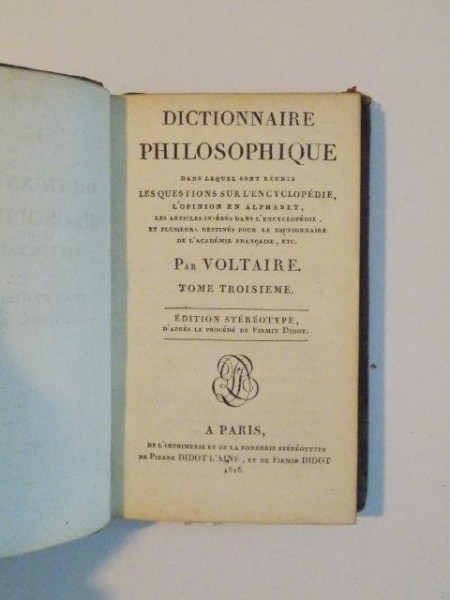 DICTIONNAIRE
PHILOSOPHIQUE
DANS LEQUEL SONT RÉUNIS
LES QUESTIONS SUR L'ENCYCLOPÉDIE,
L'OPINION EN ALPHABET,
LES ARTICLES INSÉRÉS DANS L'ENCYCLOPÉDIE,
ET PLUSIEURS DESTINÉS POUR LE DICTIONNAIRE
DE L'ACADÉMIE FRANÇAISE, ETC.
PAR VOLTAIRE.
TOME TROISIEME.
ÉDITION STÉRÉOTYPE,
D'APRÈS LE PROCÉDÉ DE FIRMIN DIDOT.
A PARIS,
DE L'IMPRIMERIE ET DE LA FONDERIE STÉRÉOTYPES
DE PIERRE DIDOT L'AÎNÉ, ET DE FIRMIN DIDOT
1816.